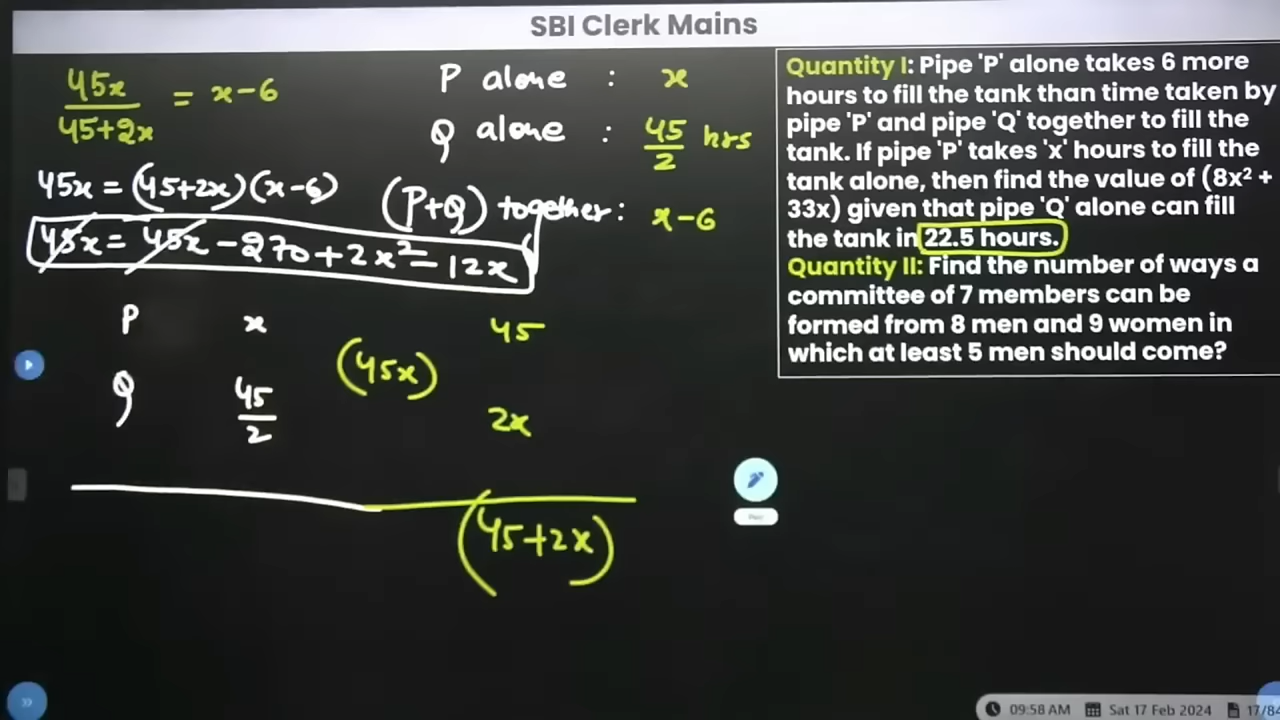 SBI Clerk Mains
45x
45+2x
= x-6
P alone : x
Q alone : 45/2 hrs
45x = (45+2x)(x-6)
(P+Q) together: x-6
45x = 45x - 270 + 2x² - 12x
P x 45
(45x)
Q 45/2 2x
(45+2x)
Quantity I: Pipe 'P' alone takes 6 more
hours to fill the tank than time taken by
pipe 'P' and pipe 'Q' together to fill the
tank. If pipe 'P' takes 'x' hours to fill the
tank alone, then find the value of (8x² +
33x) given that pipe 'Q' alone can fill
the tank in 22.5 hours.
Quantity II: Find the number of ways a
committee of 7 members can be
formed from 8 men and 9 women in
which at least 5 men should come?
09:58 AM Sat 17 Feb 2024 17/84